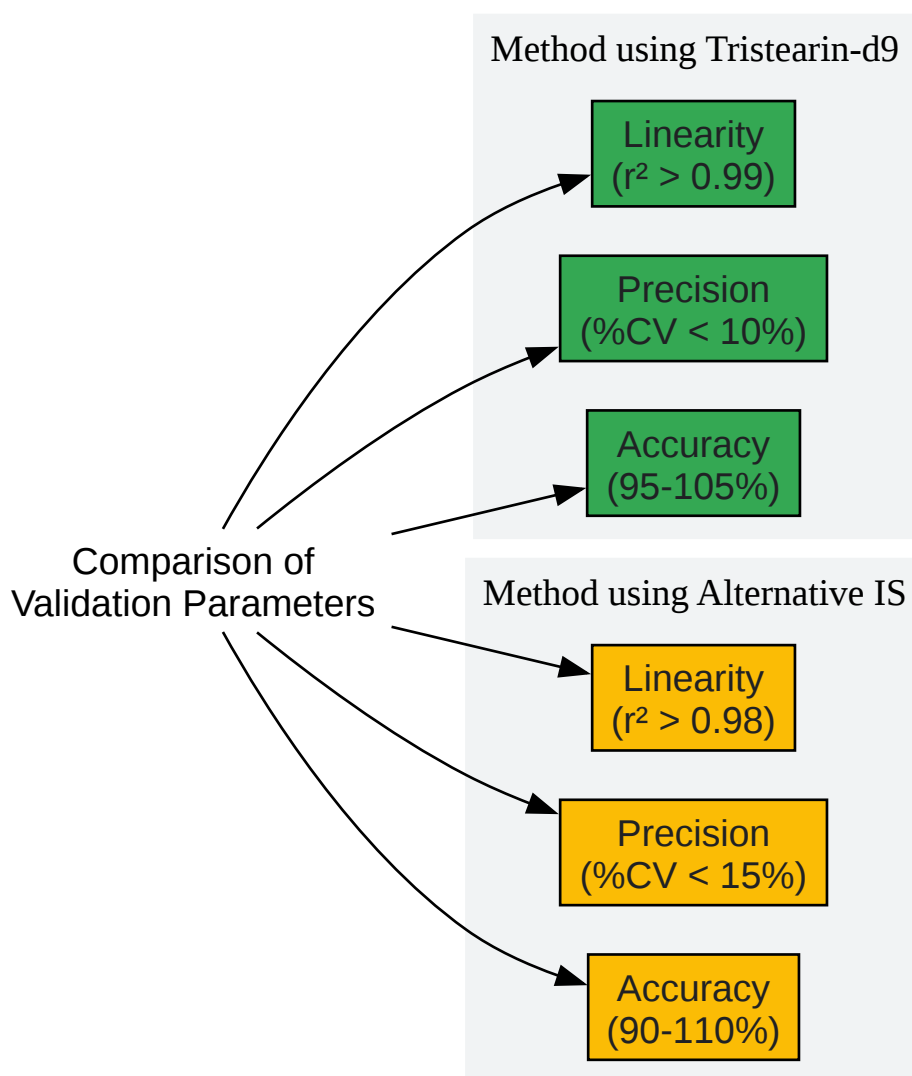 Method using Tristearin-d9
Linearity
(r² > 0.99)
Precision
(%CV < 10%)
Accuracy
(95-105%)
Comparison of
Validation Parameters
Method using Alternative IS
Linearity
(r² > 0.98)
Precision
(%CV < 15%)
Accuracy
(90-110%)